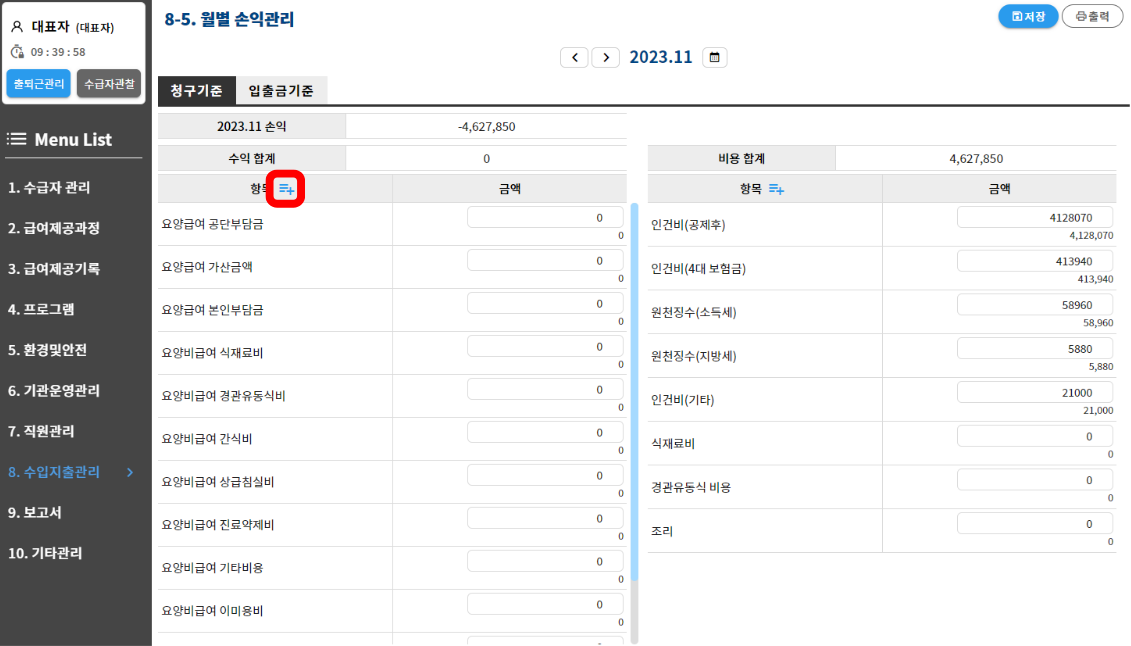 대표자 (대표자)
09 : 39 : 58
출퇴근관리 수급자관찰
Menu List
1. 수급자 관리
2. 급여제공과정
3. 급여제공기록
4. 프로그램
5. 환경및안전
6. 기관운영관리
7. 직원관리
8. 수입지출관리
9. 보고서
10. 기타관리
8-5. 월별 손익관리
저장 출력
2023.11
청구기준 입출금기준
2023.11 손익 -4,627,850
수익 합계 0
항목 금액
요양급여 공단부담금 0
0
요양급여 가산금액 0
0
요양급여 본인부담금 0
0
요양비급여 식재료비 0
0
요양비급여 경관유동식비 0
0
요양비급여 간식비 0
0
요양비급여 상급침실비 0
0
요양비급여 진료약제비 0
0
요양비급여 기타비용 0
0
요양비급여 이미용비 0
0
비용 합계 4,627,850
항목 금액
인건비(공제후) 4128070
4,128,070
인건비(4대 보험금) 413940
413,940
원천징수(소득세) 58960
58,960
원천징수(지방세) 5880
5,880
인건비(기타) 21000
21,000
식재료비 0
0
경관유동식 비용 0
0
조리 0
0